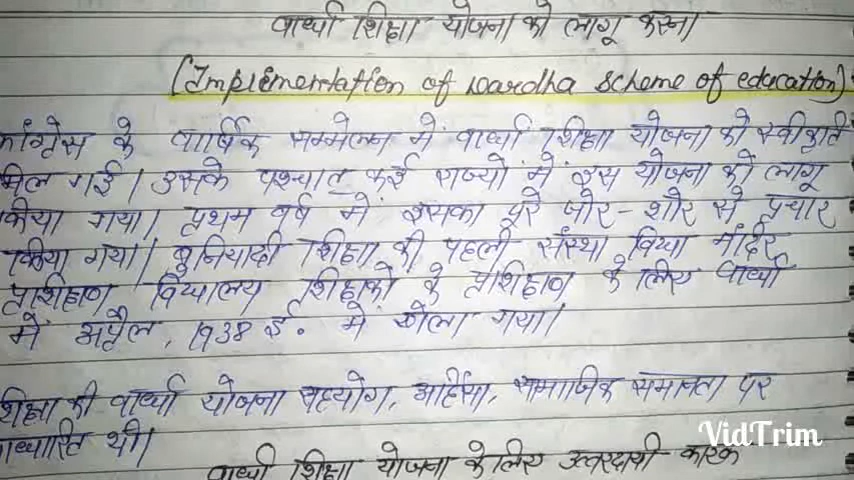 वार्धा शिक्षा योजना को लागू करना
(Implementation of wardha scheme of education)
कांग्रेस के वार्षिक सम्मेलन में वार्धा शिक्षा योजना को स्वीकृति
मिल गई। उसके पश्चात् कई राज्यों में इस योजना को लागू
किया गया। प्रथम वर्ष में इसका पूरे जोर-शोर से प्रचार
किया गया। बुनियादी शिक्षा की पहली संस्था विद्या मंदिर
प्रशिक्षण विद्यालय शिक्षकों के प्रशिक्षण के लिए वार्धा
में अप्रैल, 1938 ई. में खोला गया।
शिक्षा की वार्धा योजना सहयोग, अहिंसा, सामाजिक समानता पर
आधारित थी।
वार्धा शिक्षा योजना के लिए उत्तरदायी कारक
VidTrim